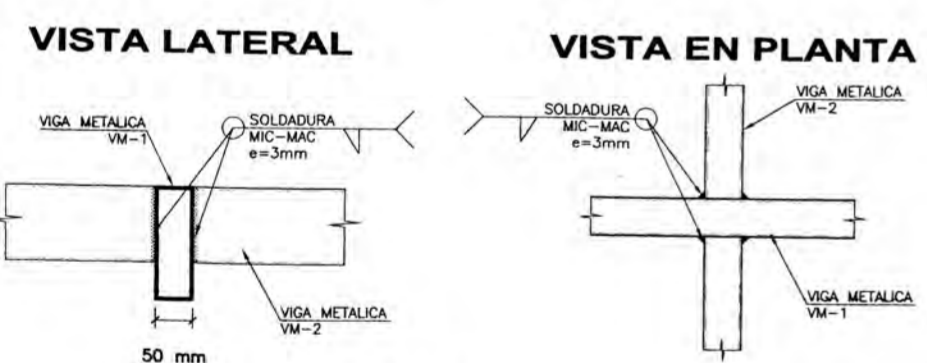 VISTA LATERAL
VIGA METALICA
VM-1
SOLDADURA
MIC-MAC
e=3mm
VIGA METALICA
VM-2
50 mm
VISTA EN PLANTA
SOLDADURA
MIC-MAC
e=3mm
VIGA METALICA
VM-2
VIGA METALICA
VM-1